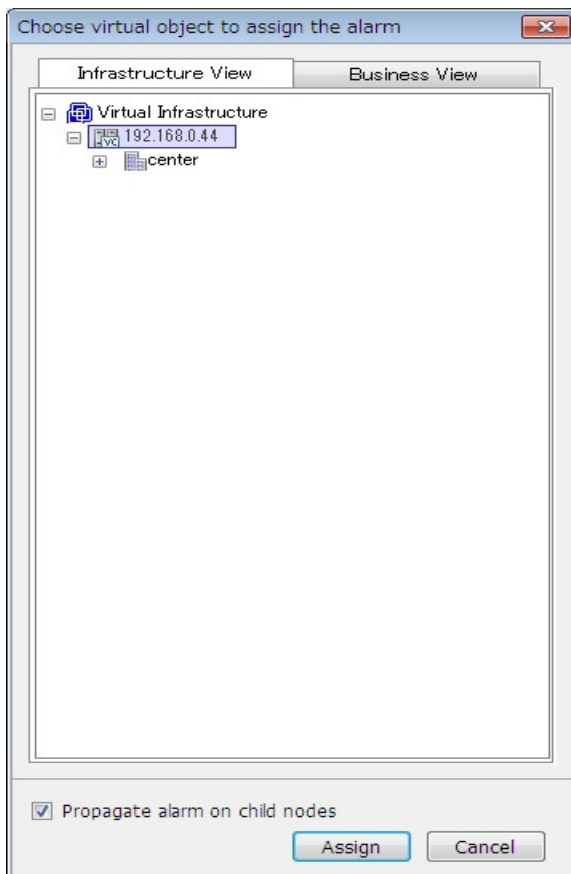 Choose virtual object to assign the alarm
Infrastructure View Business View
Virtual Infrastructure
VC 192.168.0.44
center
Propagate alarm on child nodes
Assign Cancel